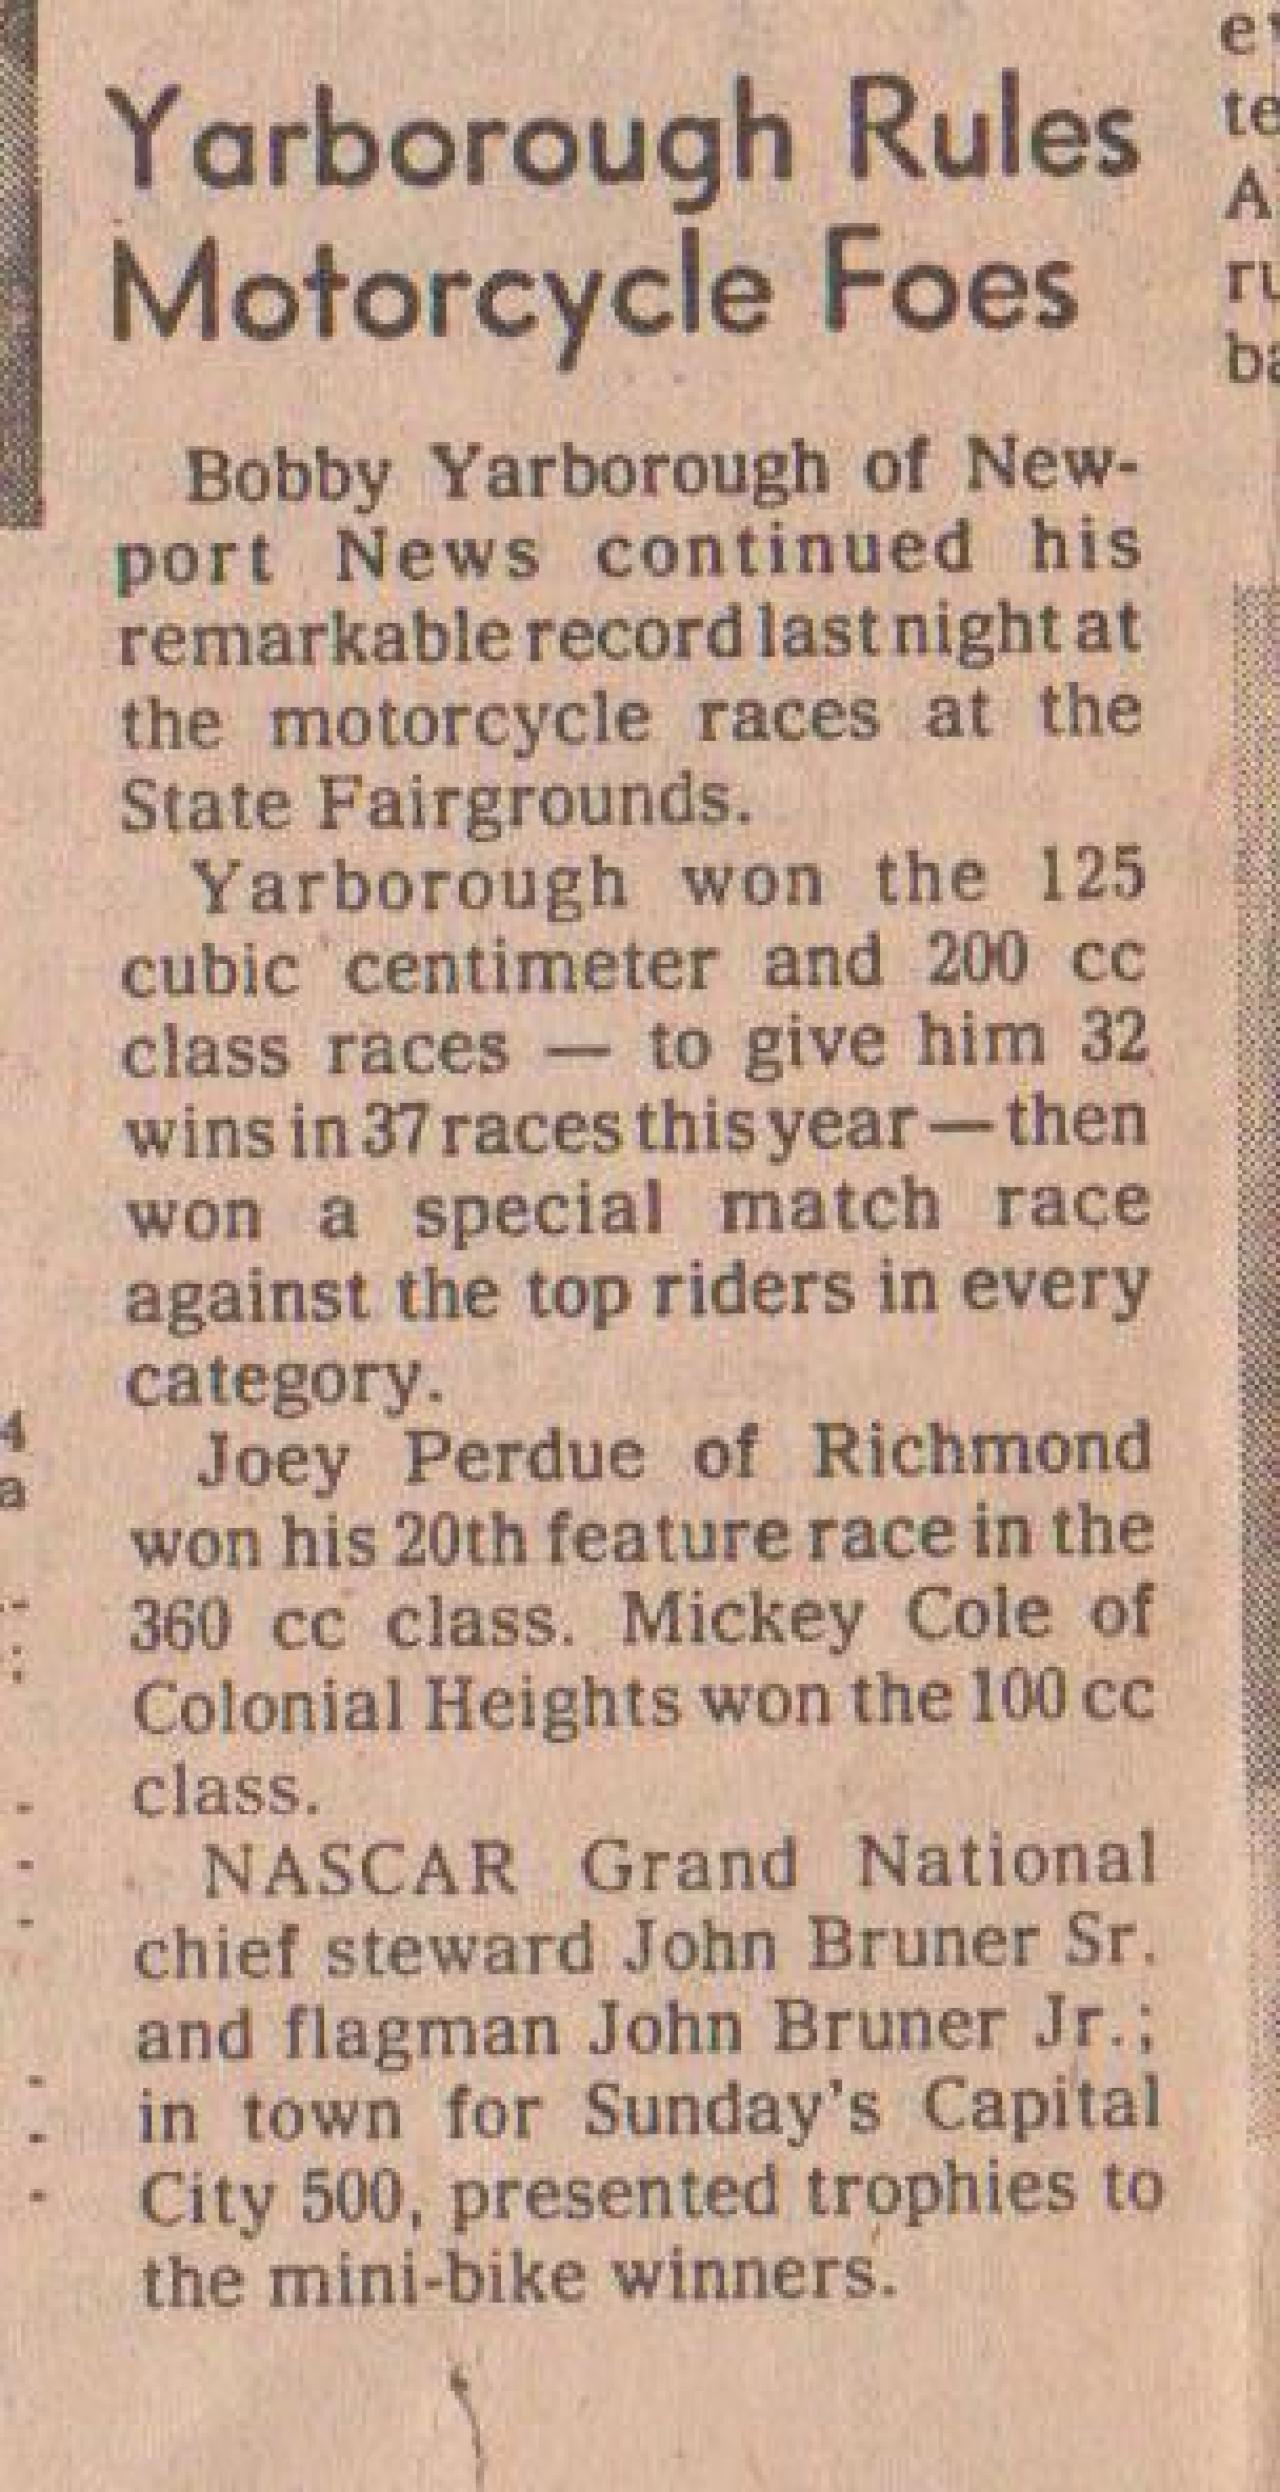 Yarborough Rules
Motorcycle Foes
Bobby Yarborough of New-
port News continued his
remarkable record last night at
the motorcycle races at the
State Fairgrounds.
Yarborough won the 125
cubic centimeter and 200 cc
class races — to give him 32
wins in 37 races this year — then
won a special match race
against the top riders in every
category.
Joey Perdue of Richmond
won his 20th feature race in the
360 cc class. Mickey Cole of
Colonial Heights won the 100 cc
class.
NASCAR Grand National
chief steward John Bruner Sr.
and flagman John Bruner Jr.;
in town for Sunday's Capital
City 500, presented trophies to
the mini-bike winners.